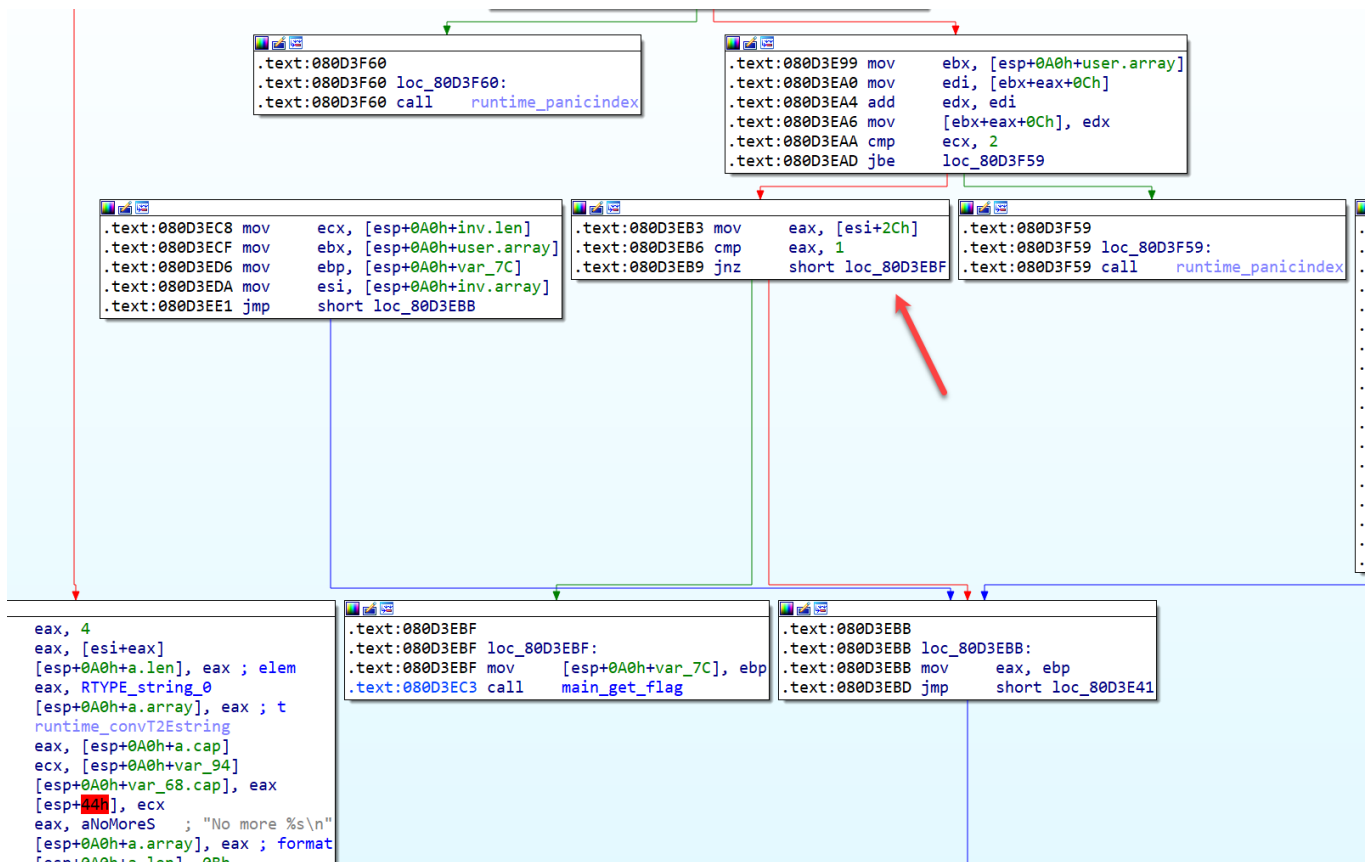 .text:080D3F60
.text:080D3F60 loc_80D3F60:
.text:080D3F60 call runtime_panicindex
.text:080D3E99 mov ebx, [esp+0A0h+user.array]
.text:080D3EA0 mov edi, [ebx+eax+0Ch]
.text:080D3EA4 add edx, edi
.text:080D3EA6 mov [ebx+eax+0Ch], edx
.text:080D3EAA cmp ecx, 2
.text:080D3EAD jbe loc_80D3F59
.text:080D3EC8 mov ecx, [esp+0A0h+inv.len]
.text:080D3ECF mov ebx, [esp+0A0h+user.array]
.text:080D3ED6 mov ebp, [esp+0A0h+var_7C]
.text:080D3EDA mov esi, [esp+0A0h+inv.array]
.text:080D3EE1 jmp short loc_80D3EBB
.text:080D3EB3 mov eax, [esi+2Ch]
.text:080D3EB6 cmp eax, 1
.text:080D3EB9 jnz short loc_80D3EBF
.text:080D3F59
.text:080D3F59 loc_80D3F59:
.text:080D3F59 call runtime_panicindex
eax, 4
eax, [esi+eax]
[esp+0A0h+a.len], eax ; elem
eax, RTYPE_string_0
[esp+0A0h+a.array], eax ; t
runtime_convT2Estring
eax, [esp+0A0h+a.cap]
ecx, [esp+0A0h+var_94]
[esp+0A0h+var_68.cap], eax
[esp+44h], ecx
eax, aNoMoreS ; "No more %s\n"
[esp+0A0h+a.array], eax ; format
.text:080D3EBF
.text:080D3EBF loc_80D3EBF:
.text:080D3EBF mov [esp+0A0h+var_7C], ebp
.text:080D3EC3 call main_get_flag
.text:080D3EBB
.text:080D3EBB loc_80D3EBB:
.text:080D3EBB mov eax, ebp
.text:080D3EBD jmp short loc_80D3E41